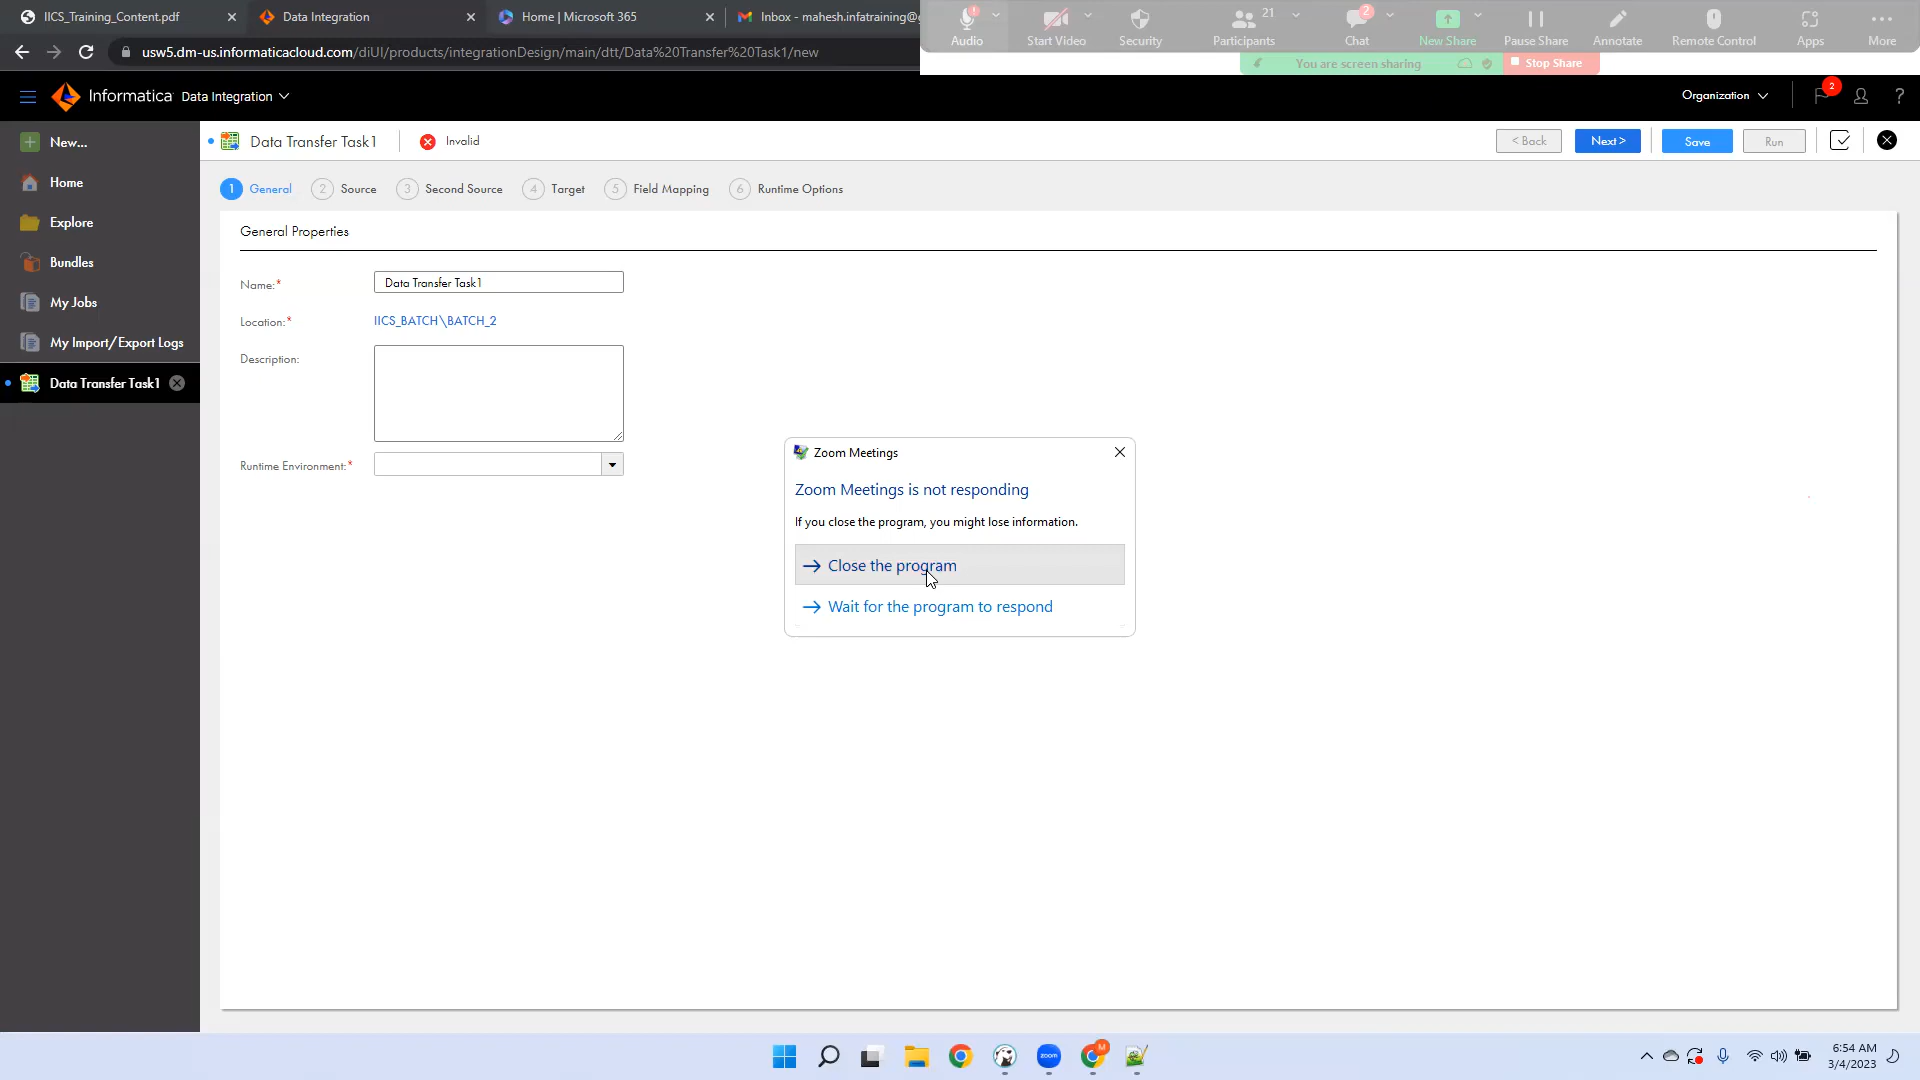 IICS_Training_Content.pdf
Data Integration
Home | Microsoft 365
Inbox - mahesh.infatraining@g
usw5.dm-us.informaticacloud.com/diUI/products/integrationDesign/main/dtt/Data%20Transfer%20Task1/new
Audio
Start Video
Security
21
Participants
2
Chat
New Share
Pause Share
Annotate
Remote Control
Apps
More
You are screen sharing
Stop Share
Informatica Data Integration
Organization
2
?
New...
Home
Explore
Bundles
My Jobs
My Import/Export Logs
Data Transfer Task1
Data Transfer Task1
Invalid
< Back
Next >
Save
Run
1 General
2 Source
3 Second Source
4 Target
5 Field Mapping
6 Runtime Options
General Properties
Name:*
Data Transfer Task1
Location:*
IICS_BATCH\BATCH_2
Description:
Runtime Environment:*
Zoom Meetings
Zoom Meetings is not responding
If you close the program, you might lose information.
Close the program
Wait for the program to respond
zoom
M
6:54 AM
3/4/2023